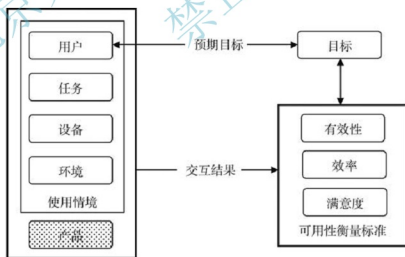 用户
预期目标
目标
任务
设备
有效性
环境
交互结果
效率
使用情境
满意度
产品
可用性衡量标准